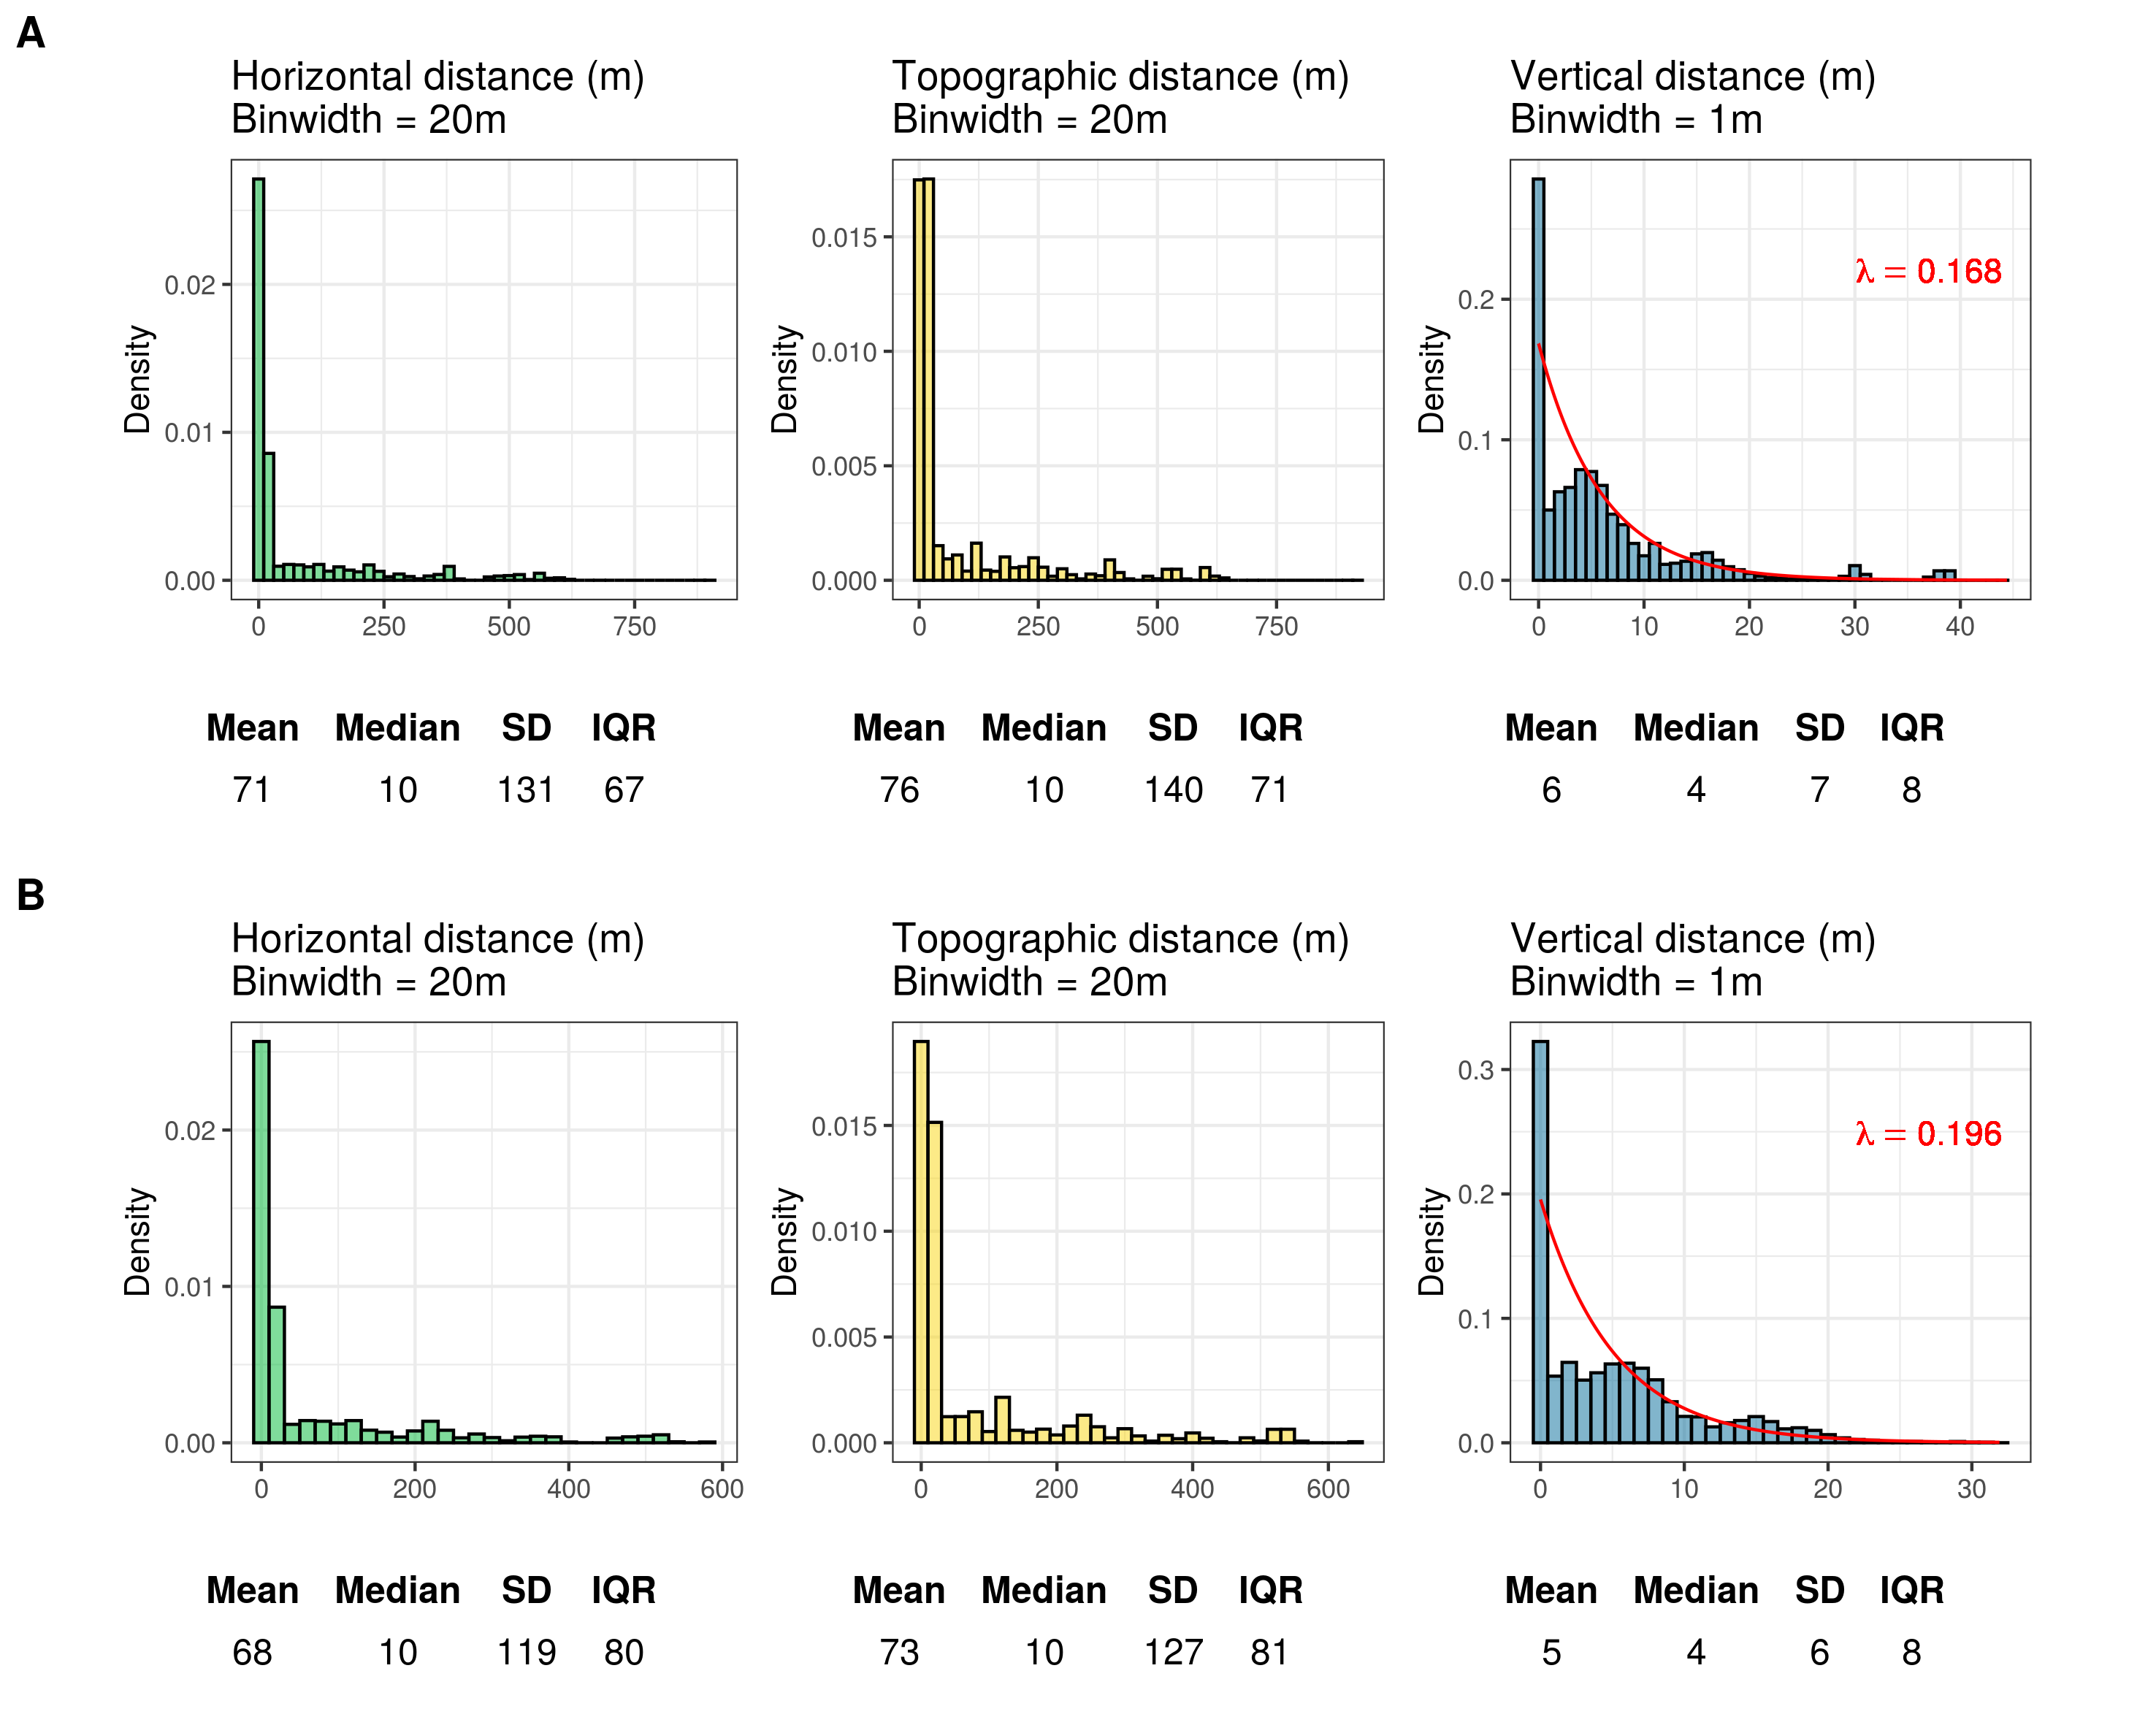 A
Horizontal distance (m)
Binwidth = 20m
Density
0.02
0.01
0.00
0 250 500 750
Mean Median SD IQR
71 10 131 67
Topographic distance (m)
Binwidth = 20m
Density
0.015
0.010
0.005
0.000
0 250 500 750
Mean Median SD IQR
76 10 140 71
Vertical distance (m)
Binwidth = 1m
Density
0.2
0.1
0.0
λ = 0.168
0 10 20 30 40
Mean Median SD IQR
6 4 7 8
B
Horizontal distance (m)
Binwidth = 20m
Density
0.02
0.01
0.00
0 200 400 600
Mean Median SD IQR
68 10 119 80
Topographic distance (m)
Binwidth = 20m
Density
0.015
0.010
0.005
0.000
0 200 400 600
Mean Median SD IQR
73 10 127 81
Vertical distance (m)
Binwidth = 1m
Density
0.3
0.2
0.1
0.0
λ = 0.196
0 10 20 30
Mean Median SD IQR
5 4 6 8